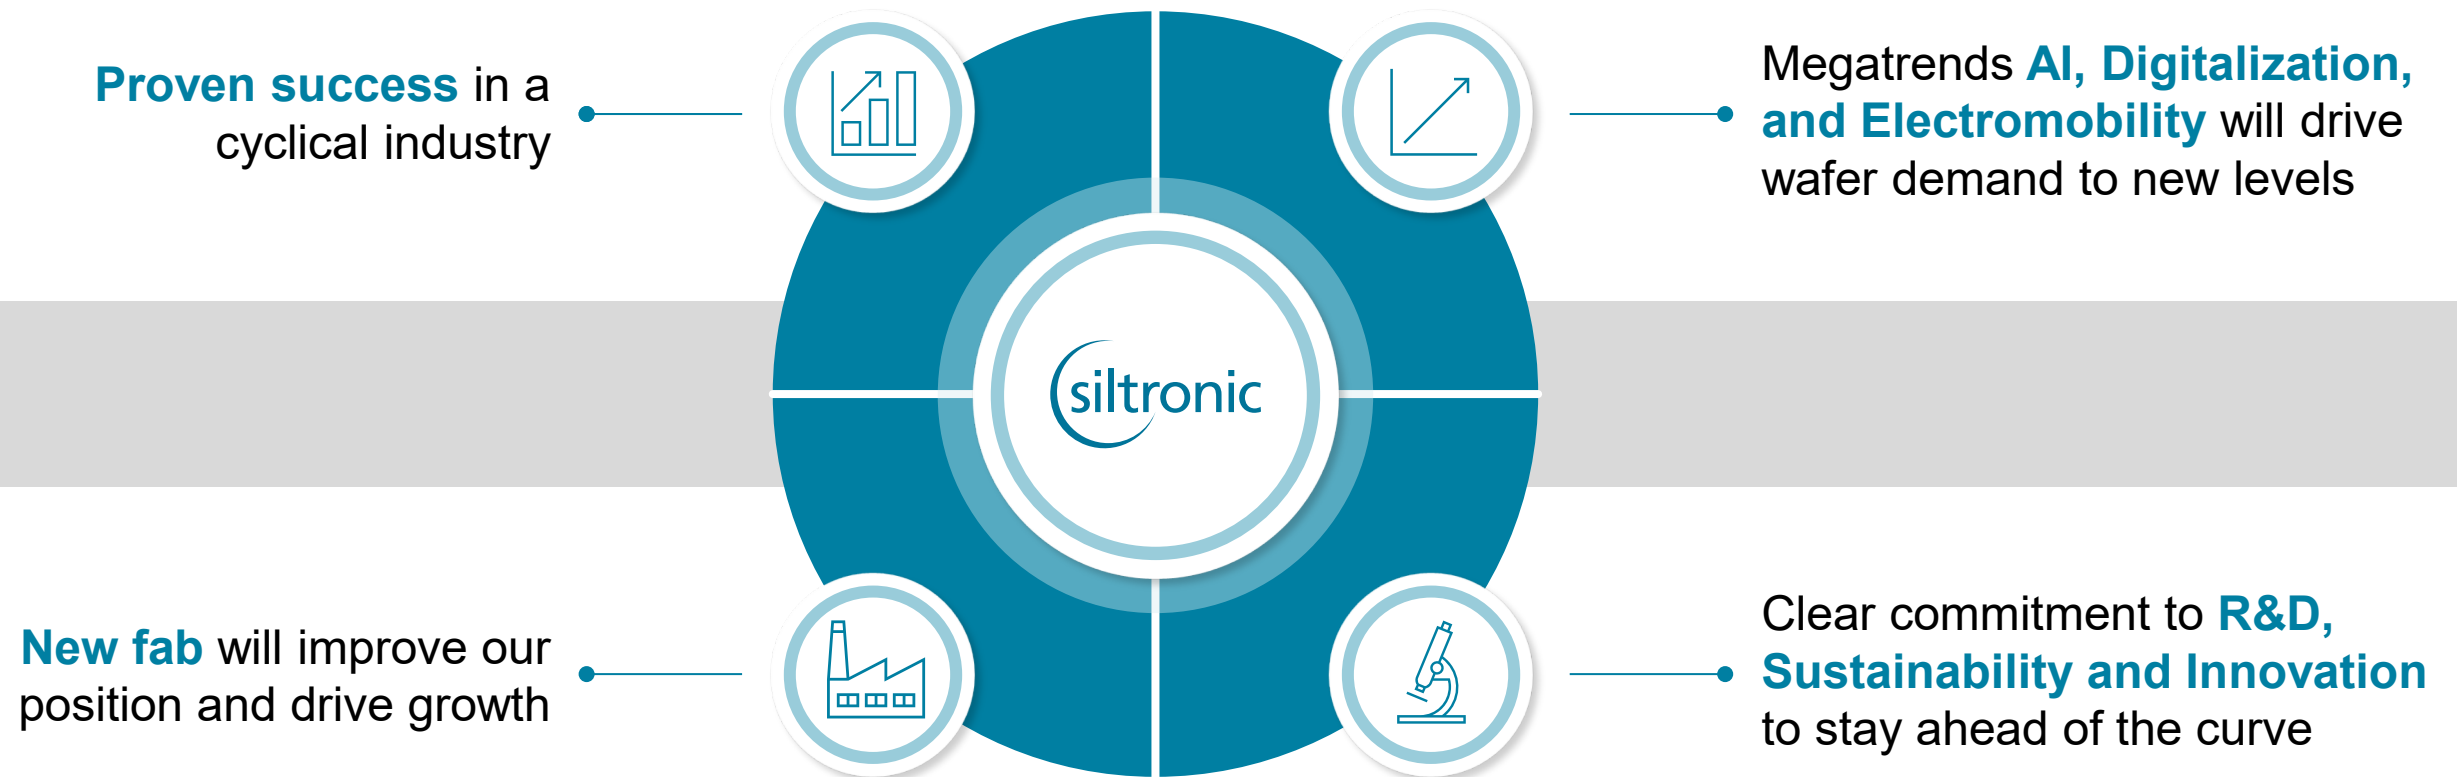 Proven success in a
cyclical industry
Megatrends AI, Digitalization,
and Electromobility will drive
wafer demand to new levels
siltronic
New fab will improve our
position and drive growth
Clear commitment to R&D,
Sustainability and Innovation
to stay ahead of the curve